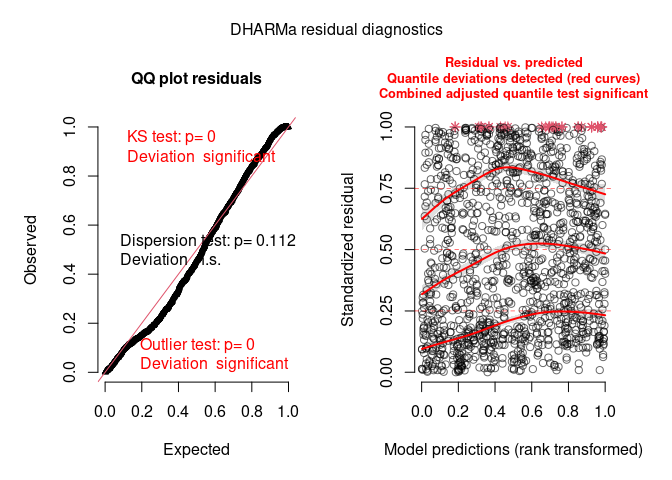 DHARMa residual diagnostics
QQ plot residuals
KS test: p= 0
Deviation significant
Dispersion test: p= 0.112
Deviation n.s.
Outlier test: p= 0
Deviation significant
Observed
0.0 0.2 0.4 0.6 0.8 1.0
0.0 0.2 0.4 0.6 0.8 1.0
Expected
Residual vs. predicted
Quantile deviations detected (red curves)
Combined adjusted quantile test significant
Standardized residual
0.00 0.25 0.50 0.75 1.00
0.0 0.2 0.4 0.6 0.8 1.0
Model predictions (rank transformed)